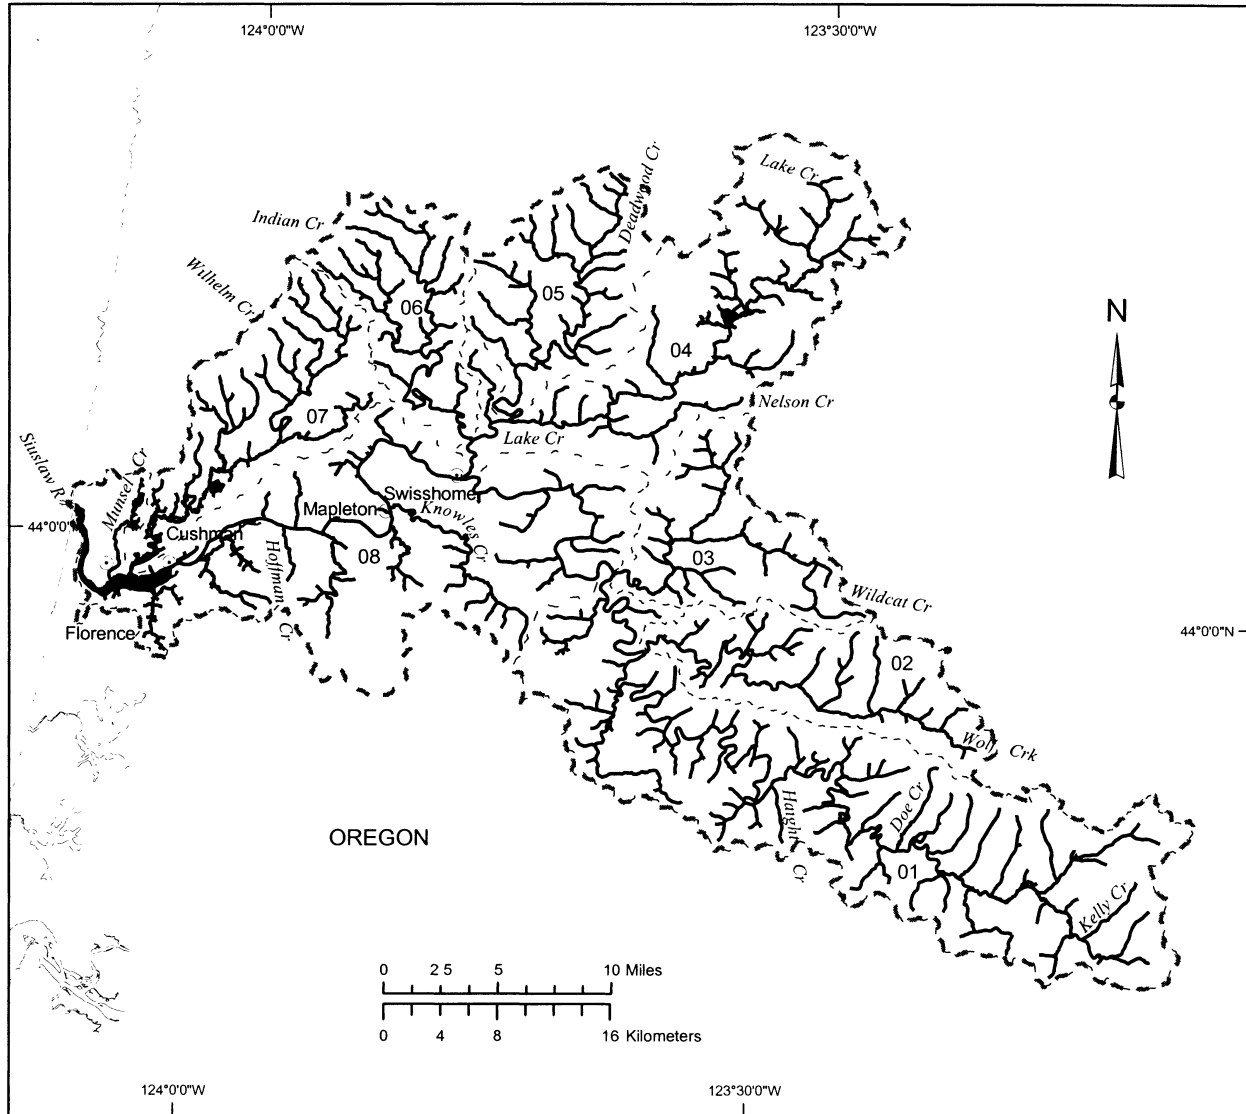 124°0'0"W
123°30'0"W
Lake Cr
Deadwood Cr
Indian Cr
Wilhelm Cr
06
05
04
N
07
Nelson Cr
Lake Cr
Siuslaw R
Munsel Cr
Swisshome
Mapleton
Knowles Cr
44°0'0"N
Cushman
Hoffman Cr
08
03
Wildcat Cr
Florence
44°0'0"N
02
Wolf Crk
Haight Cr
Doe Cr
OREGON
01
Kelly Cr
0 2 5 5 10 Miles
0 4 8 16 Kilometers
124°0'0"W
123°30'0"W